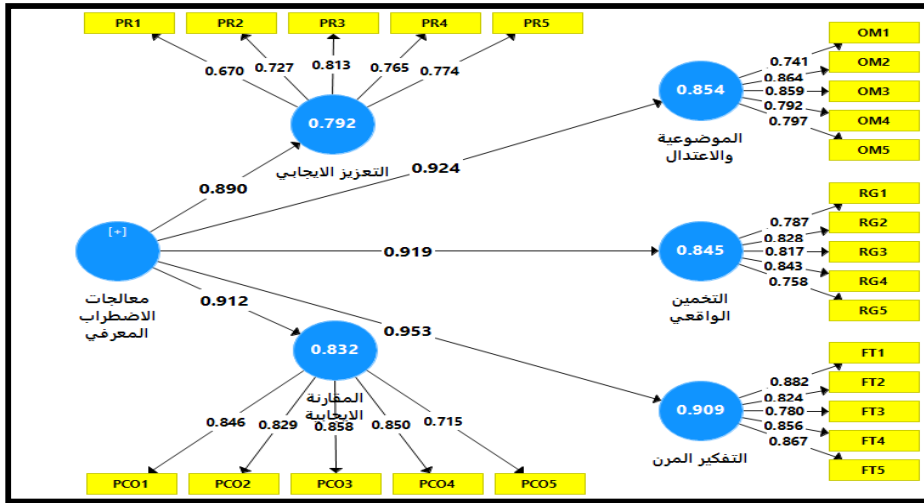 PR1
PR2
PR3
PR4
PR5
0.670
0.727
0.813
0.765
0.774
0.792
التعزيز الايجابي
OM1
OM2
OM3
OM4
OM5
0.741
0.864
0.859
0.792
0.797
0.854
الموضوعية
والاعتدال
0.890
0.924
[+]
معالجات
الاضطراب
المعرفي
0.919
RG1
RG2
RG3
RG4
RG5
0.787
0.828
0.817
0.843
0.758
0.845
التخمين
الواقعي
0.912
0.953
0.832
المقارنة
الايجابية
0.846
0.829
0.858
0.850
0.715
PCO1
PCO2
PCO3
PCO4
PCO5
FT1
FT2
FT3
FT4
FT5
0.882
0.824
0.780
0.856
0.867
0.909
التفكير المرن